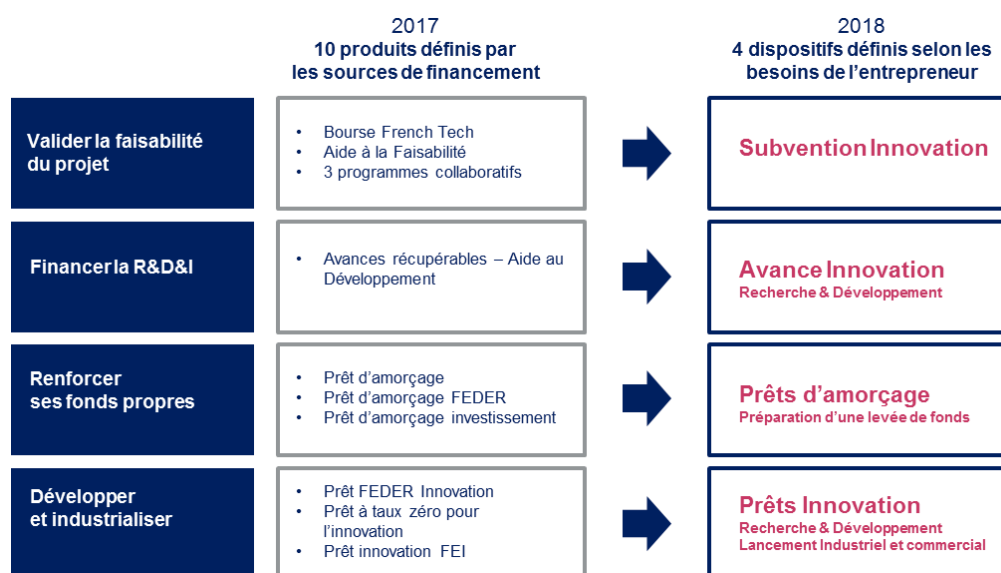 2017
10 produits définis par
les sources de financement
2018
4 dispositifs définis selon les
besoins de l'entrepreneur
Valider la faisabilité
du projet
• Bourse French Tech
• Aide à la Faisabilité
• 3 programmes collaboratifs
Subvention Innovation
Financer la R&D&I
• Avances récupérables – Aide au
Développement
Avance Innovation
Recherche & Développement
Renforcer
ses fonds propres
• Prêt d'amorçage
• Prêt d'amorçage FEDER
• Prêt d'amorçage investissement
Prêts d'amorçage
Préparation d'une levée de fonds
Développer
et industrialiser
• Prêt FEDER Innovation
• Prêt à taux zéro pour
l'innovation
• Prêt innovation FEI
Prêts Innovation
Recherche & Développement
Lancement Industriel et commercial